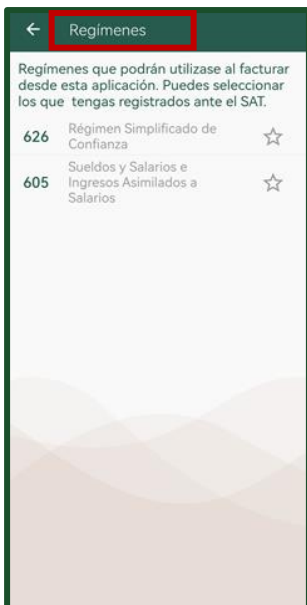 Regímenes
Regímenes que podrán utilizase al facturar
desde esta aplicación. Puedes seleccionar
los que tengas registrados ante el SAT.
626 Régimen Simplificado de
Confianza
605 Sueldos y Salarios e
Ingresos Asimilados a
Salarios